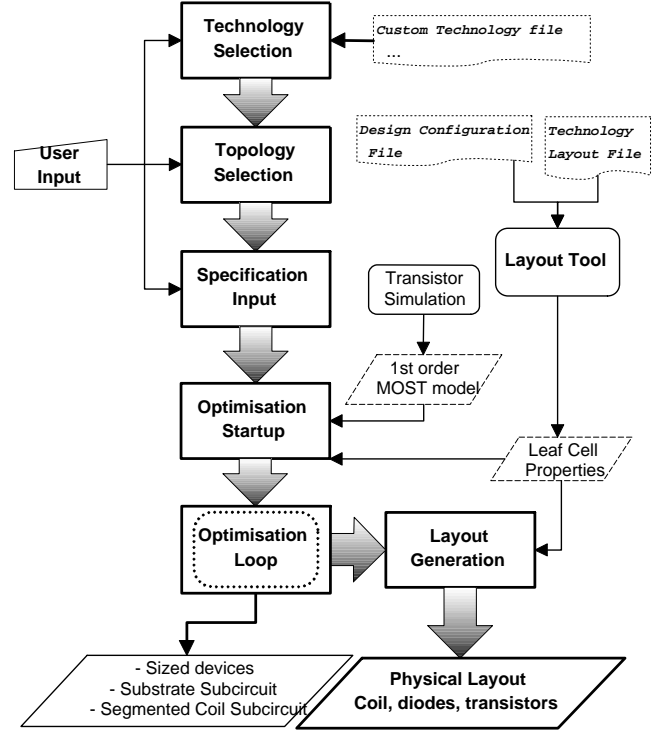 Technology
Selection
Custom Technology file
...
User
Input
Topology
Selection
Design Configuration
File
Technology
Layout File
Layout Tool
Specification
Input
Transistor
Simulation
1st order
MOST model
Optimisation
Startup
Leaf Cell
Properties
Optimisation
Loop
Layout
Generation
- Sized devices
- Substrate Subcircuit
- Segmented Coil Subcircuit
Physical Layout
Coil, diodes, transistors